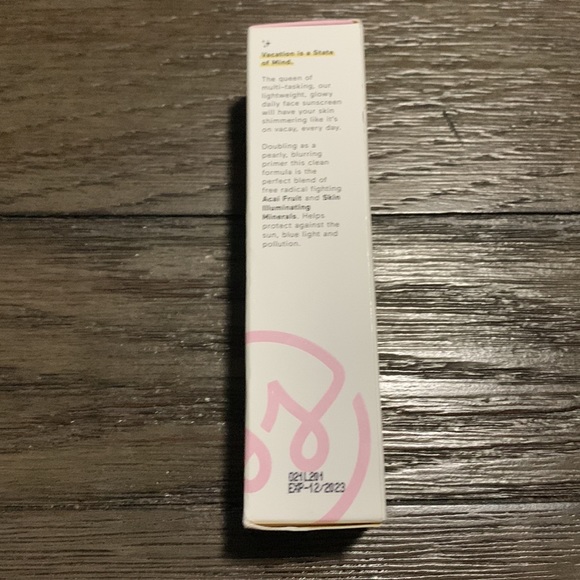 Vacation is a State
of Mind.
The queen of
multi-tasking, our
lightweight, glowy
daily face sunscreen
will have your skin
shimmering like it's
on vacay, every day.
Doubling as a
pearly, blurring
primer this clean
formula is the
perfect blend of
free radical fighting
Acai Fruit and Skin
Illuminating
Minerals. Helps
protect against the
sun, blue light and
pollution.
021L201
EXP-12/2023